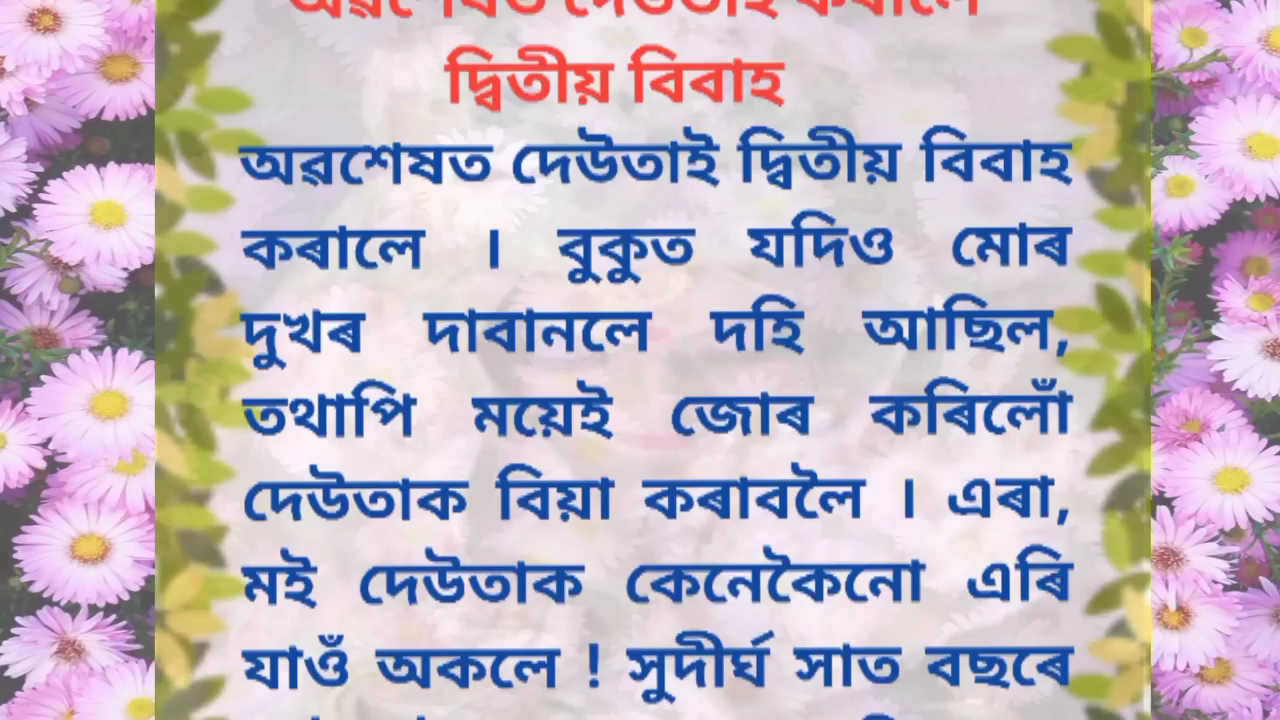 অৱশেষত দেউতাই কৰালে
দ্বিতীয় বিবাহ
অৱশেষত দেউতাই দ্বিতীয় বিবাহ
কৰালে । বুকুত যদিও মোৰ
দুখৰ দাবানলে দহি আছিল,
তথাপি ময়েই জোৰ কৰিলোঁ
দেউতাক বিয়া কৰাবলৈ । এৰা,
মই দেউতাক কেনেকৈনো এৰি
যাওঁ অকলে ! সুদীৰ্ঘ সাত বছৰে